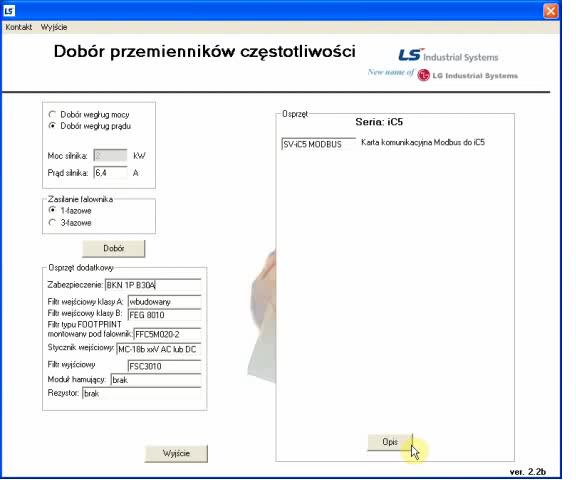 LS
Kontakt Wyjście
Dobór przemienników częstotliwości
LS Industrial Systems
New name of LG Industrial Systems
Dobór według mocy
Dobór według prądu
Moc silnika: 2 kW
Prąd silnika: 6,4 A
Zasilanie falownika
1-fazowe
3-fazowe
Dobór
Osprzęt dodatkowy
Zabezpieczenie: BKN 1P B30A
Filtr wejściowy klasy A: wbudowany
Filtr wejściowy klasy B: FEG 8010
Filtr typu FOOTPRINT
montowany pod falownik: FFC5M020-2
Stycznik wejściowy: MC-18b xxV AC lub DC
Filtr wyjściowy FSC3010
Moduł hamujący: brak
Rezystor: brak
Wyjście
Osprzęt
Seria: iC5
SV-iC5 MODBUS Karta komunikacyjna Modbus do iC5
Opis
ver. 2.2b